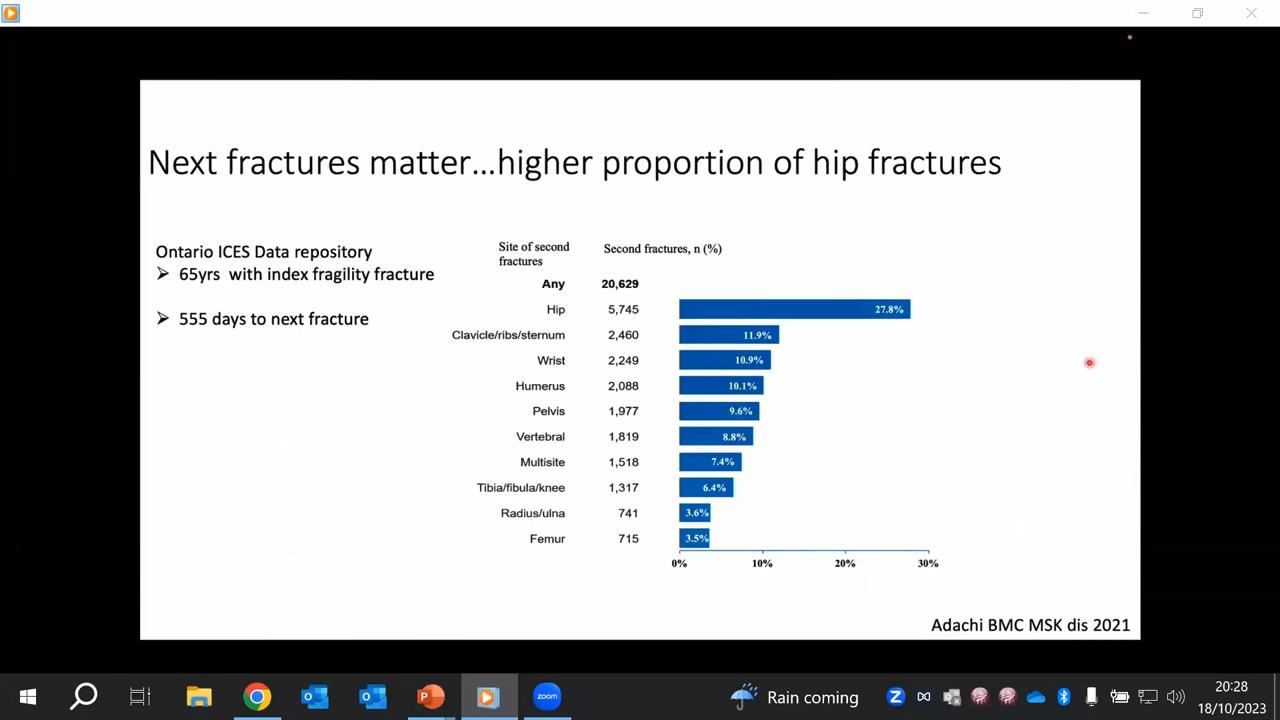 Next fractures matter...higher proportion of hip fractures
Ontario ICES Data repository
➢ 65yrs with index fragility fracture
➢ 555 days to next fracture
Site of second fractures Second fractures, n (%)
Any 20,629
Hip 5,745 27.8%
Clavicle/ribs/sternum 2,460 11.9%
Wrist 2,249 10.9%
Humerus 2,088 10.1%
Pelvis 1,977 9.6%
Vertebral 1,819 8.8%
Multisite 1,518 7.4%
Tibia/fibula/knee 1,317 6.4%
Radius/ulna 741 3.6%
Femur 715 3.5%
0% 10% 20% 30%
Adachi BMC MSK dis 2021
zoom
Rain coming
20:28
18/10/2023